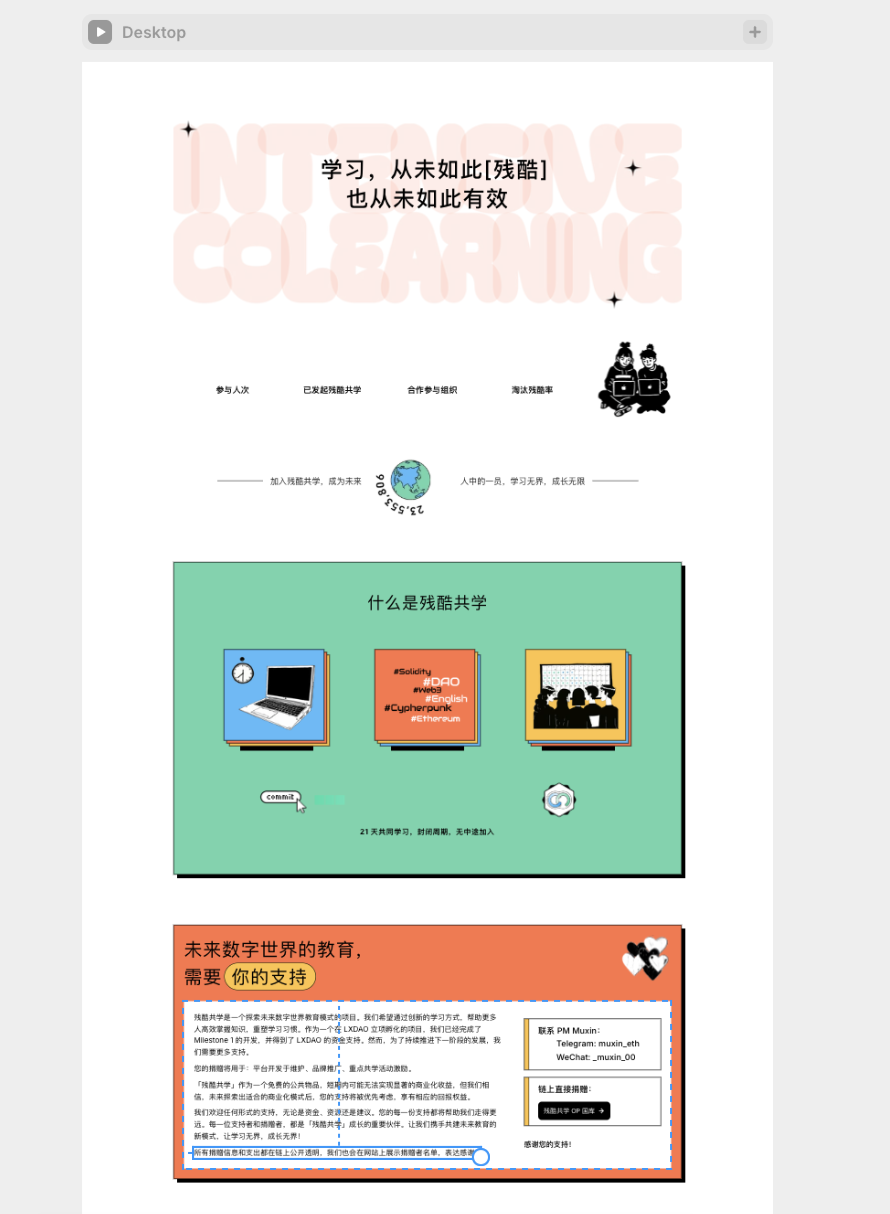 Desktop
INTENSIVE
COLEARNING
学习，从未如此[残酷]
也从未如此有效
参与人次
已发起残酷共学
合作参与组织
淘汰残酷率
加入残酷共学，成为未来
23,553,806
人中的一员，学习无界，成长无限
什么是残酷共学
#Solidity
#DAO
#Web3
#English
#Cypherpunk
#Ethereum
commit
21 天共同学习，封闭周期，无中途加入
未来数字世界的教育，
需要 你的支持
残酷共学是一个探索未来数字世界教育模式的项目。我们希望通过创新的学习方式，帮助更多
人高效掌握知识，重塑学习习惯。作为一个在 LXDAO 立项孵化的项目，我们已经完成了
Milestone 1 的开发，并得到了 LXDAO 的资金支持。然而，为了持续推进下一阶段的发展，我
们需要更多支持。
您的捐赠将用于：平台开发于维护、品牌推广、重点共学活动激励。
「残酷共学」作为一个免费的公共物品，短期内可能无法实现显著的商业化收益，但我们相
信，未来探索出适合的商业化模式后，您的支持将被优先考虑，享有相应的回报权益。
我们欢迎任何形式的支持，无论是资金、资源还是建议。您的每一份支持都将帮助我们走得更
远。每一位支持者和捐赠者，都是「残酷共学」成长的重要伙伴。让我们携手共建未来教育的
新模式，让学习无界，成长无界！
所有捐赠信息和支出都在链上公开透明，我们也会在网站上展示捐赠者名单，表达感谢
联系 PM Muxin：
Telegram: muxin_eth
WeChat: _muxin_00
链上直接捐赠：
残酷共学 OP 国库 →
感谢您的支持！